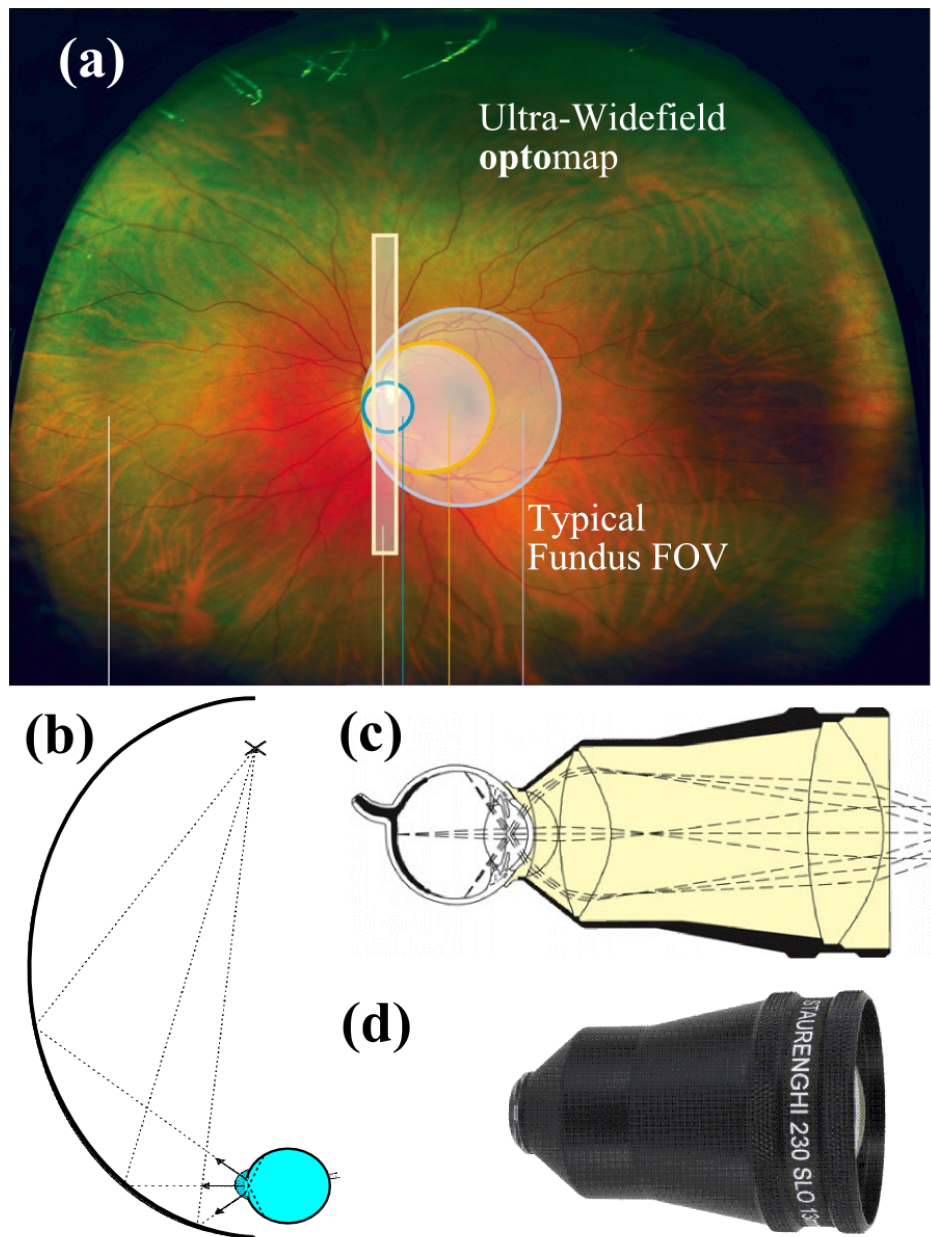 (a)
Ultra-Widefield
optomap
Typical
Fundus FOV
(b)
(c)
(d)
STAURENGHI 230 SLO